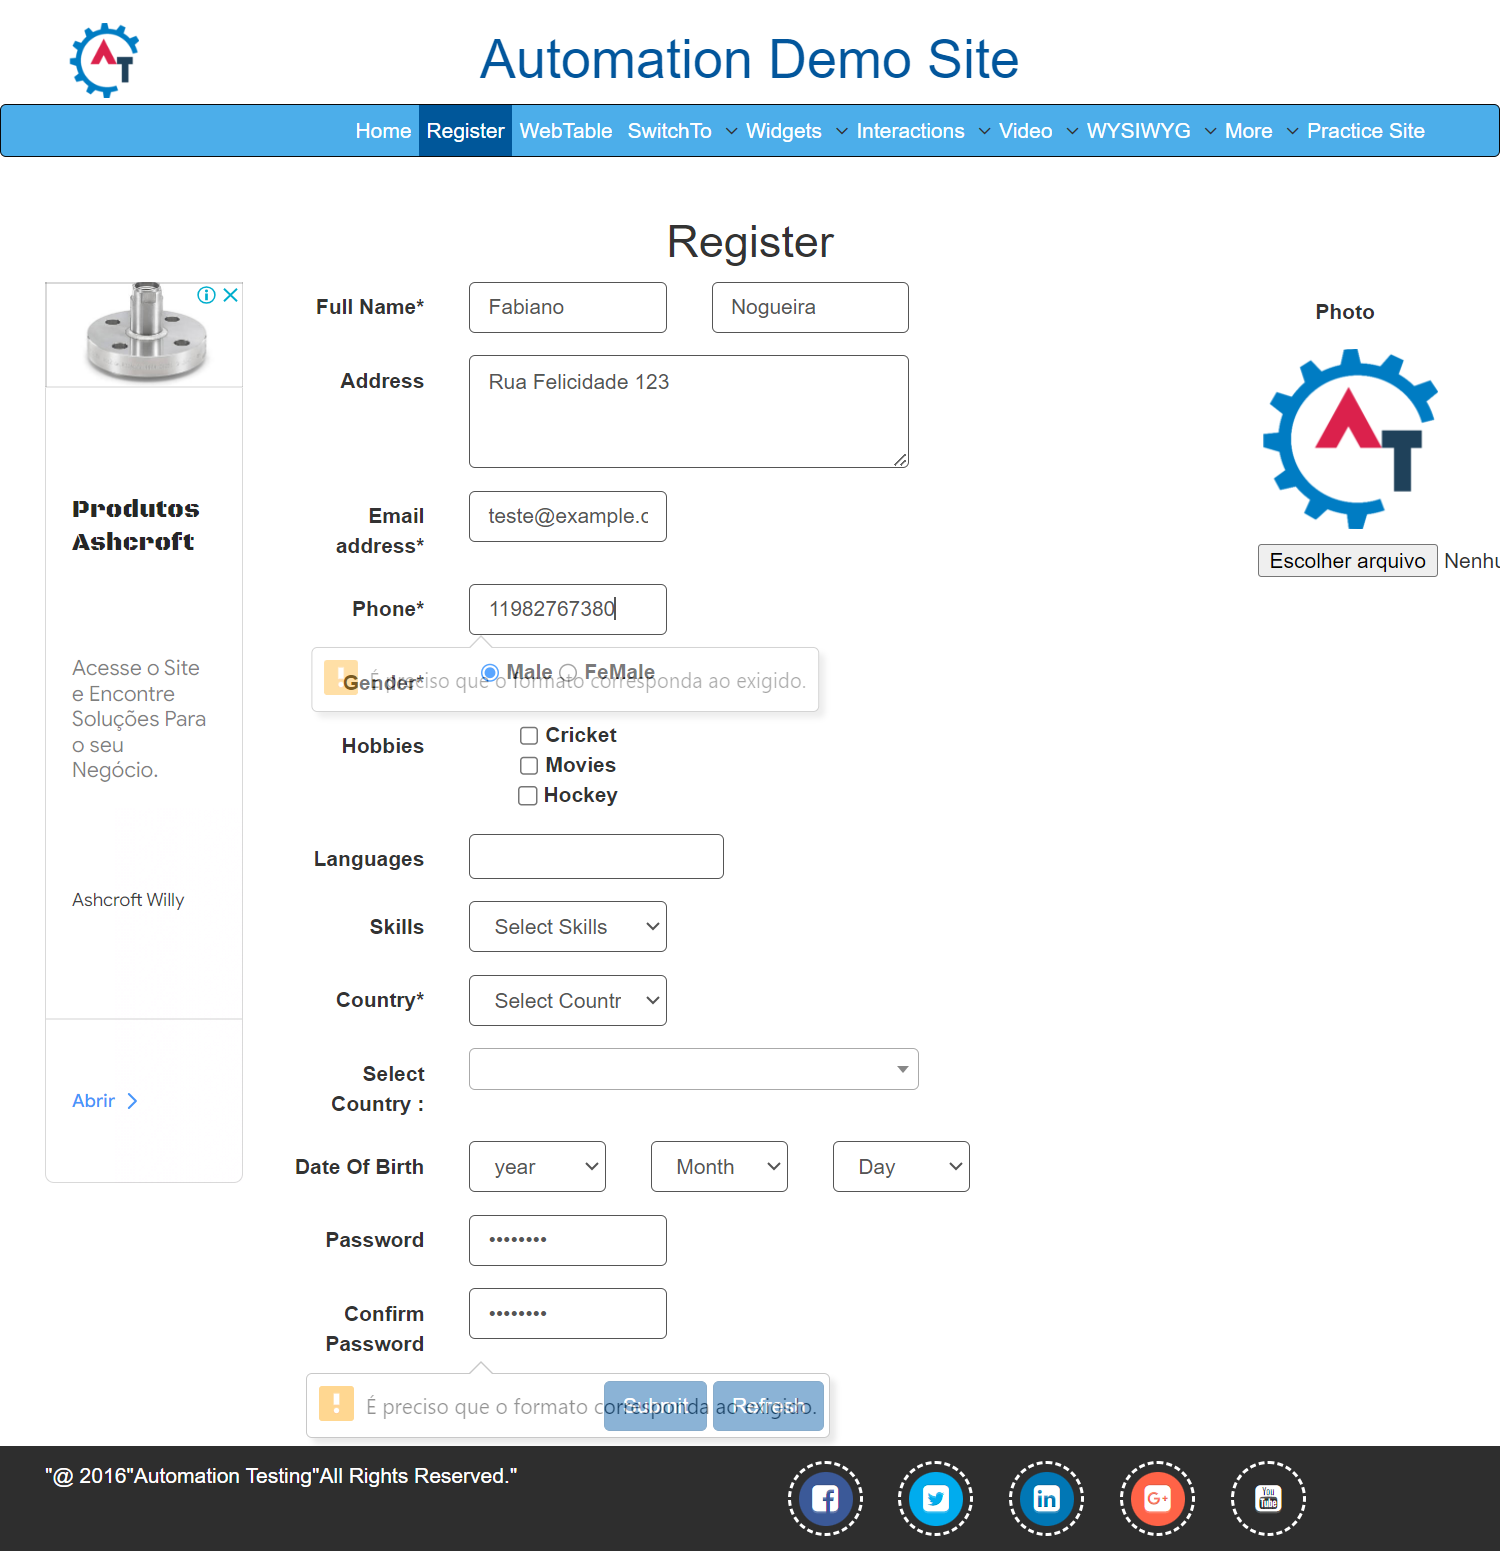 Automation Demo Site
Home Register WebTable SwitchTo Widgets Interactions Video WYSIWYG More Practice Site
Register
Full Name* Fabiano Nogueira
Address Rua Felicidade 123
Email address* teste@example.c
Phone* 11982767380
É preciso que o formato corresponda ao exigido.
Gender* Male FeMale
Hobbies Cricket
Movies
Hockey
Languages
Skills Select Skills
Country* Select Countr
Select Country :
Date Of Birth year Month Day
Password ••••••••
Confirm Password ••••••••
É preciso que o formato corresponda ao exigido.
Submit Refresh
Photo
AT
Escolher arquivo Nenhu
Produtos
Ashcroft
Acesse o Site
e Encontre
Soluções Para
o seu
Negócio.
Ashcroft Willy
Abrir
"@ 2016"Automation Testing"All Rights Reserved."
f in G+ You Tube